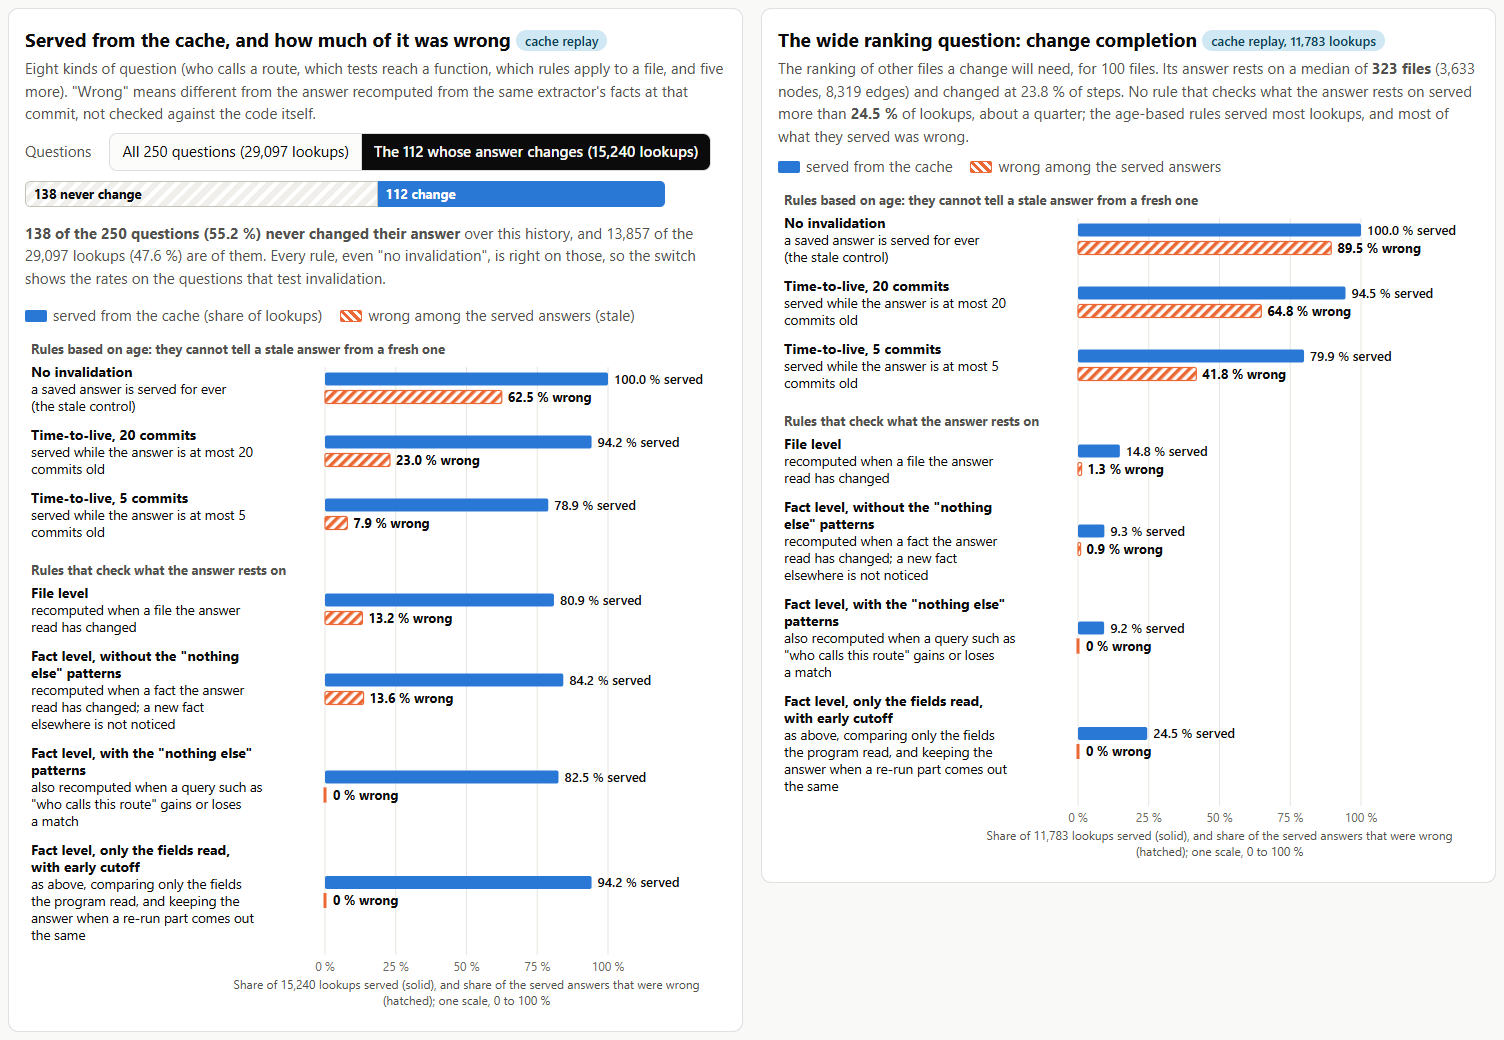 Served from the cache, and how much of it was wrong cache replay
Eight kinds of question (who calls a route, which tests reach a function, which rules apply to a file, and five
more). "Wrong" means different from the answer recomputed from the same extractor's facts at that
commit, not checked against the code itself.
Questions All 250 questions (29,097 lookups) The 112 whose answer changes (15,240 lookups)
138 never change 112 change
138 of the 250 questions (55.2 %) never changed their answer over this history, and 13,857 of the
29,097 lookups (47.6 %) are of them. Every rule, even "no invalidation", is right on those, so the switch
shows the rates on the questions that test invalidation.
served from the cache (share of lookups) wrong among the served answers (stale)
Rules based on age: they cannot tell a stale answer from a fresh one
No invalidation
a saved answer is served for ever
(the stale control)
100.0 % served
62.5 % wrong
Time-to-live, 20 commits
served while the answer is at most 20
commits old
94.2 % served
23.0 % wrong
Time-to-live, 5 commits
served while the answer is at most 5
commits old
78.9 % served
7.9 % wrong
Rules that check what the answer rests on
File level
recomputed when a file the answer
read has changed
80.9 % served
13.2 % wrong
Fact level, without the "nothing
else" patterns
recomputed when a fact the answer
read has changed; a new fact
elsewhere is not noticed
84.2 % served
13.6 % wrong
Fact level, with the "nothing else"
patterns
also recomputed when a query such as
"who calls this route" gains or loses
a match
82.5 % served
0 % wrong
Fact level, only the fields read,
with early cutoff
as above, comparing only the fields
the program read, and keeping the
answer when a re-run part comes out
the same
94.2 % served
0 % wrong
0 % 25 % 50 % 75 % 100 %
Share of 15,240 lookups served (solid), and share of the served answers that were wrong
(hatched); one scale, 0 to 100 %
The wide ranking question: change completion cache replay, 11,783 lookups
The ranking of other files a change will need, for 100 files. Its answer rests on a median of 323 files (3,633
nodes, 8,319 edges) and changed at 23.8 % of steps. No rule that checks what the answer rests on served
more than 24.5 % of lookups, about a quarter; the age-based rules served most lookups, and most of
what they served was wrong.
served from the cache wrong among the served answers
Rules based on age: they cannot tell a stale answer from a fresh one
No invalidation
a saved answer is served for ever
(the stale control)
100.0 % served
89.5 % wrong
Time-to-live, 20 commits
served while the answer is at most 20
commits old
94.5 % served
64.8 % wrong
Time-to-live, 5 commits
served while the answer is at most 5
commits old
79.9 % served
41.8 % wrong
Rules that check what the answer rests on
File level
recomputed when a file the answer
read has changed
14.8 % served
1.3 % wrong
Fact level, without the "nothing
else" patterns
recomputed when a fact the answer
read has changed; a new fact
elsewhere is not noticed
9.3 % served
0.9 % wrong
Fact level, with the "nothing else"
patterns
also recomputed when a query such as
"who calls this route" gains or loses
a match
9.2 % served
0 % wrong
Fact level, only the fields read,
with early cutoff
as above, comparing only the fields
the program read, and keeping the
answer when a re-run part comes out
the same
24.5 % served
0 % wrong
0 % 25 % 50 % 75 % 100 %
Share of 11,783 lookups served (solid), and share of the served answers that were wrong
(hatched); one scale, 0 to 100 %